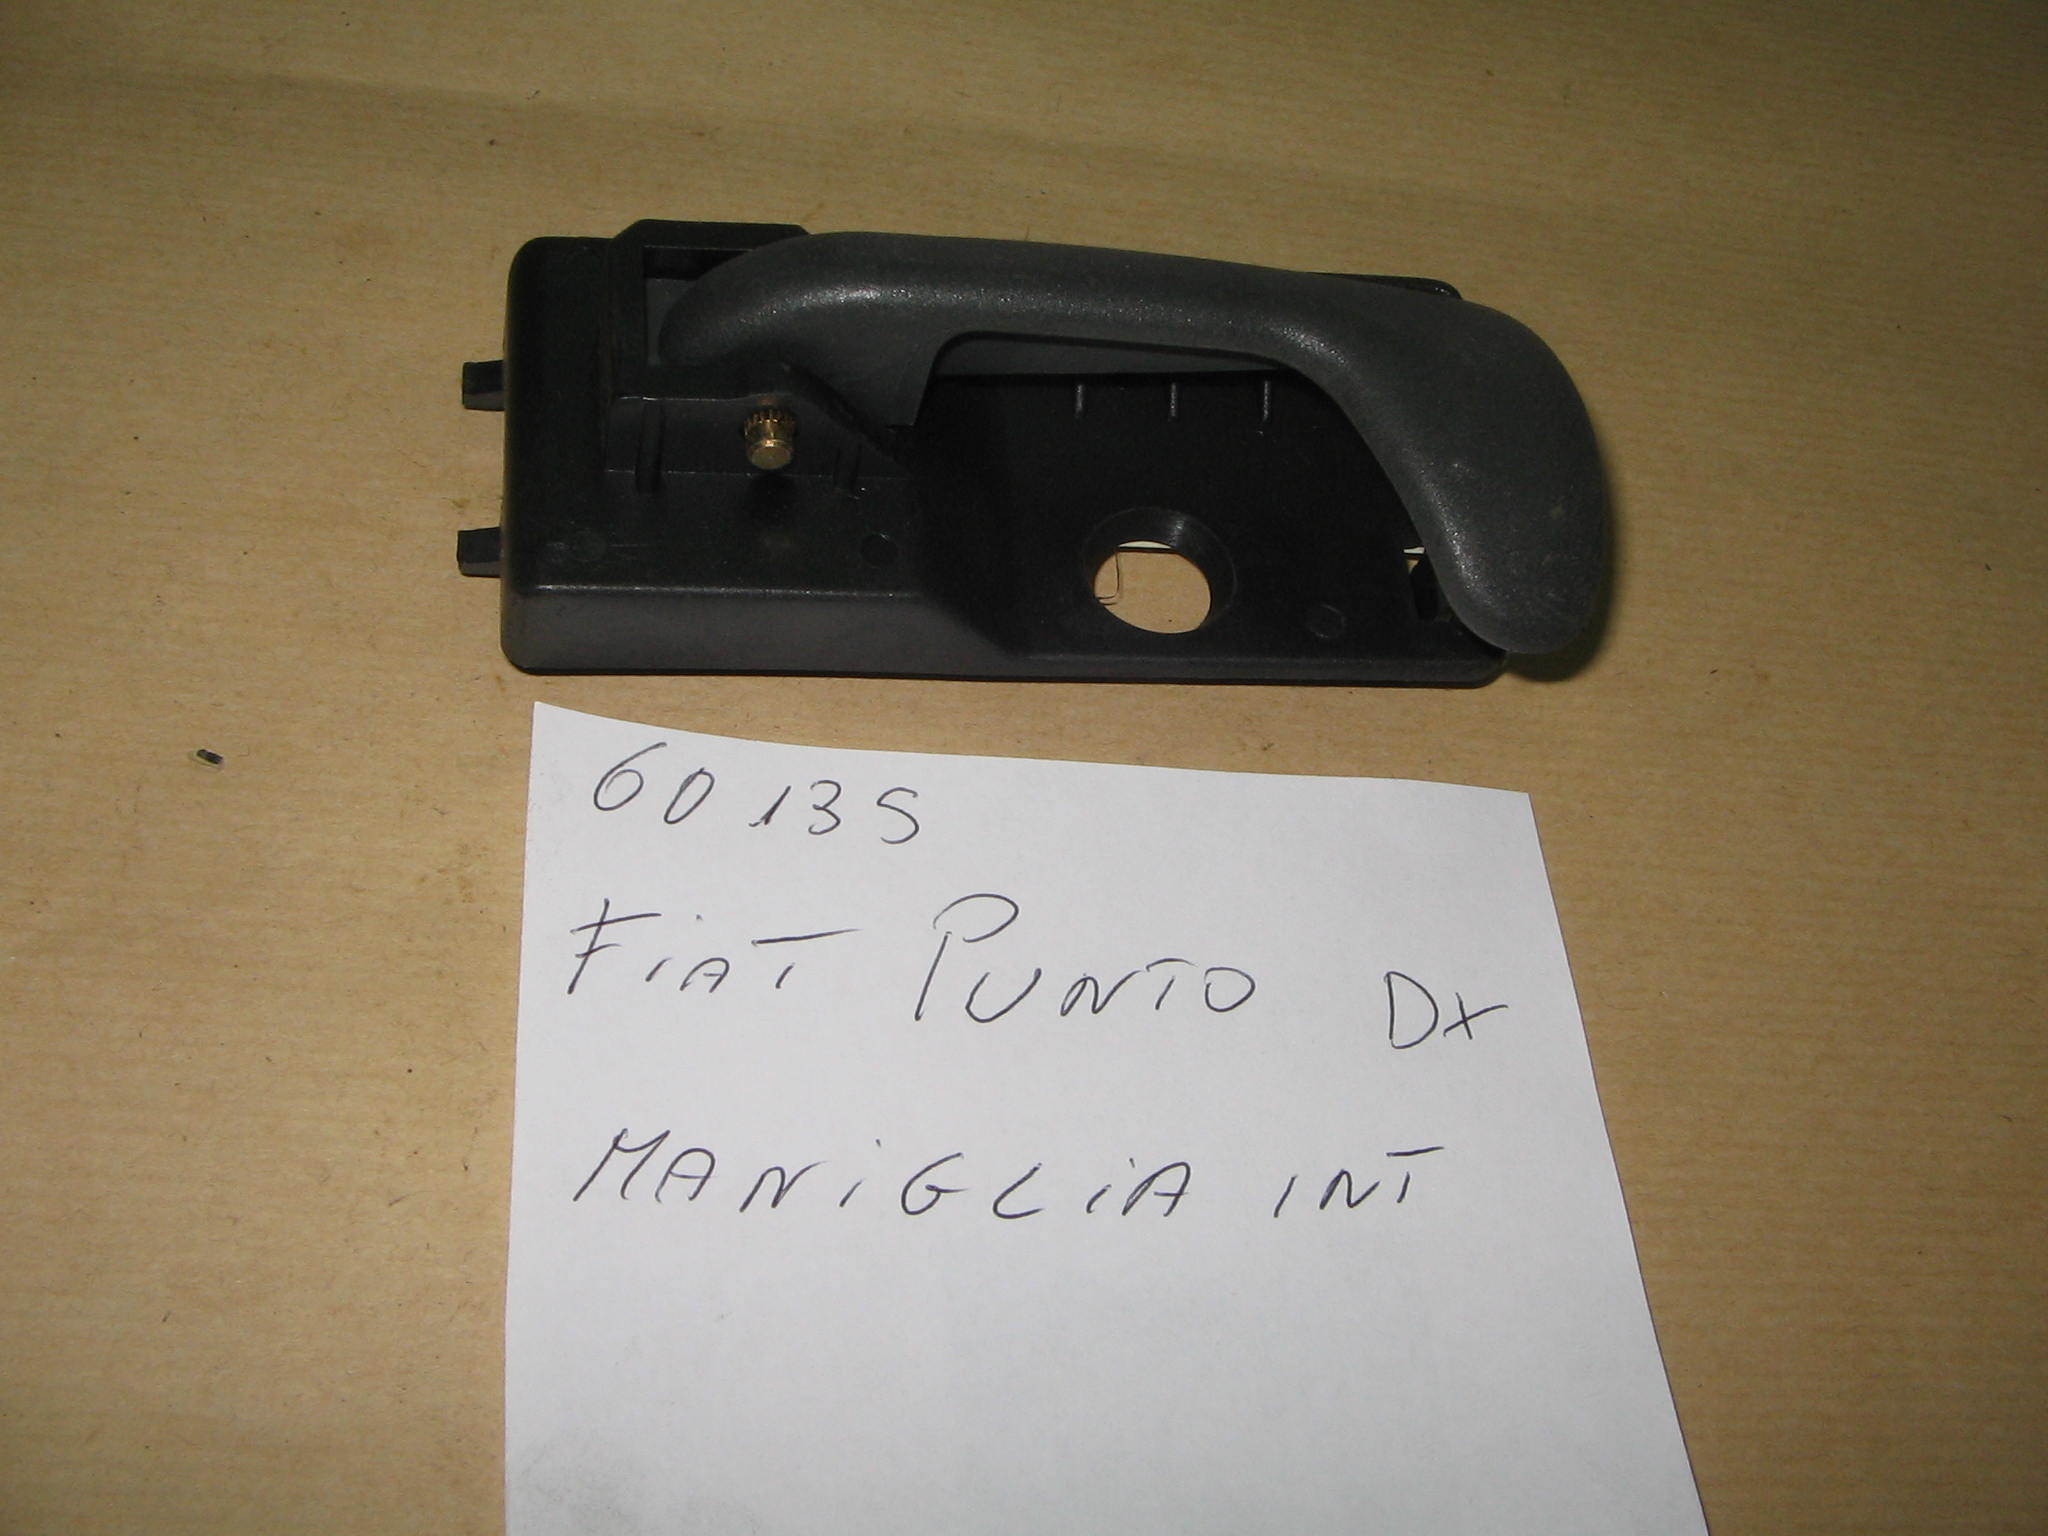 60135
FiAT PUNTO Dx
MANiGLiA INT